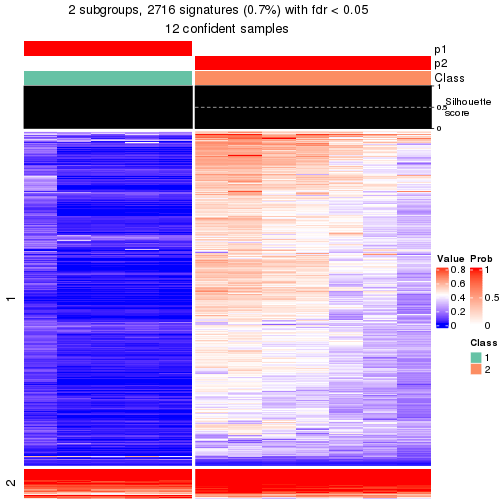 2 subgroups, 2716 signatures (0.7%) with fdr < 0.05
12 confident samples
p1
p2
Class
1
0.5
0
Silhouette
score
1
2
Value
0.8
0.6
0.4
0.2
0
Prob
1
0.5
0
Class
1
2